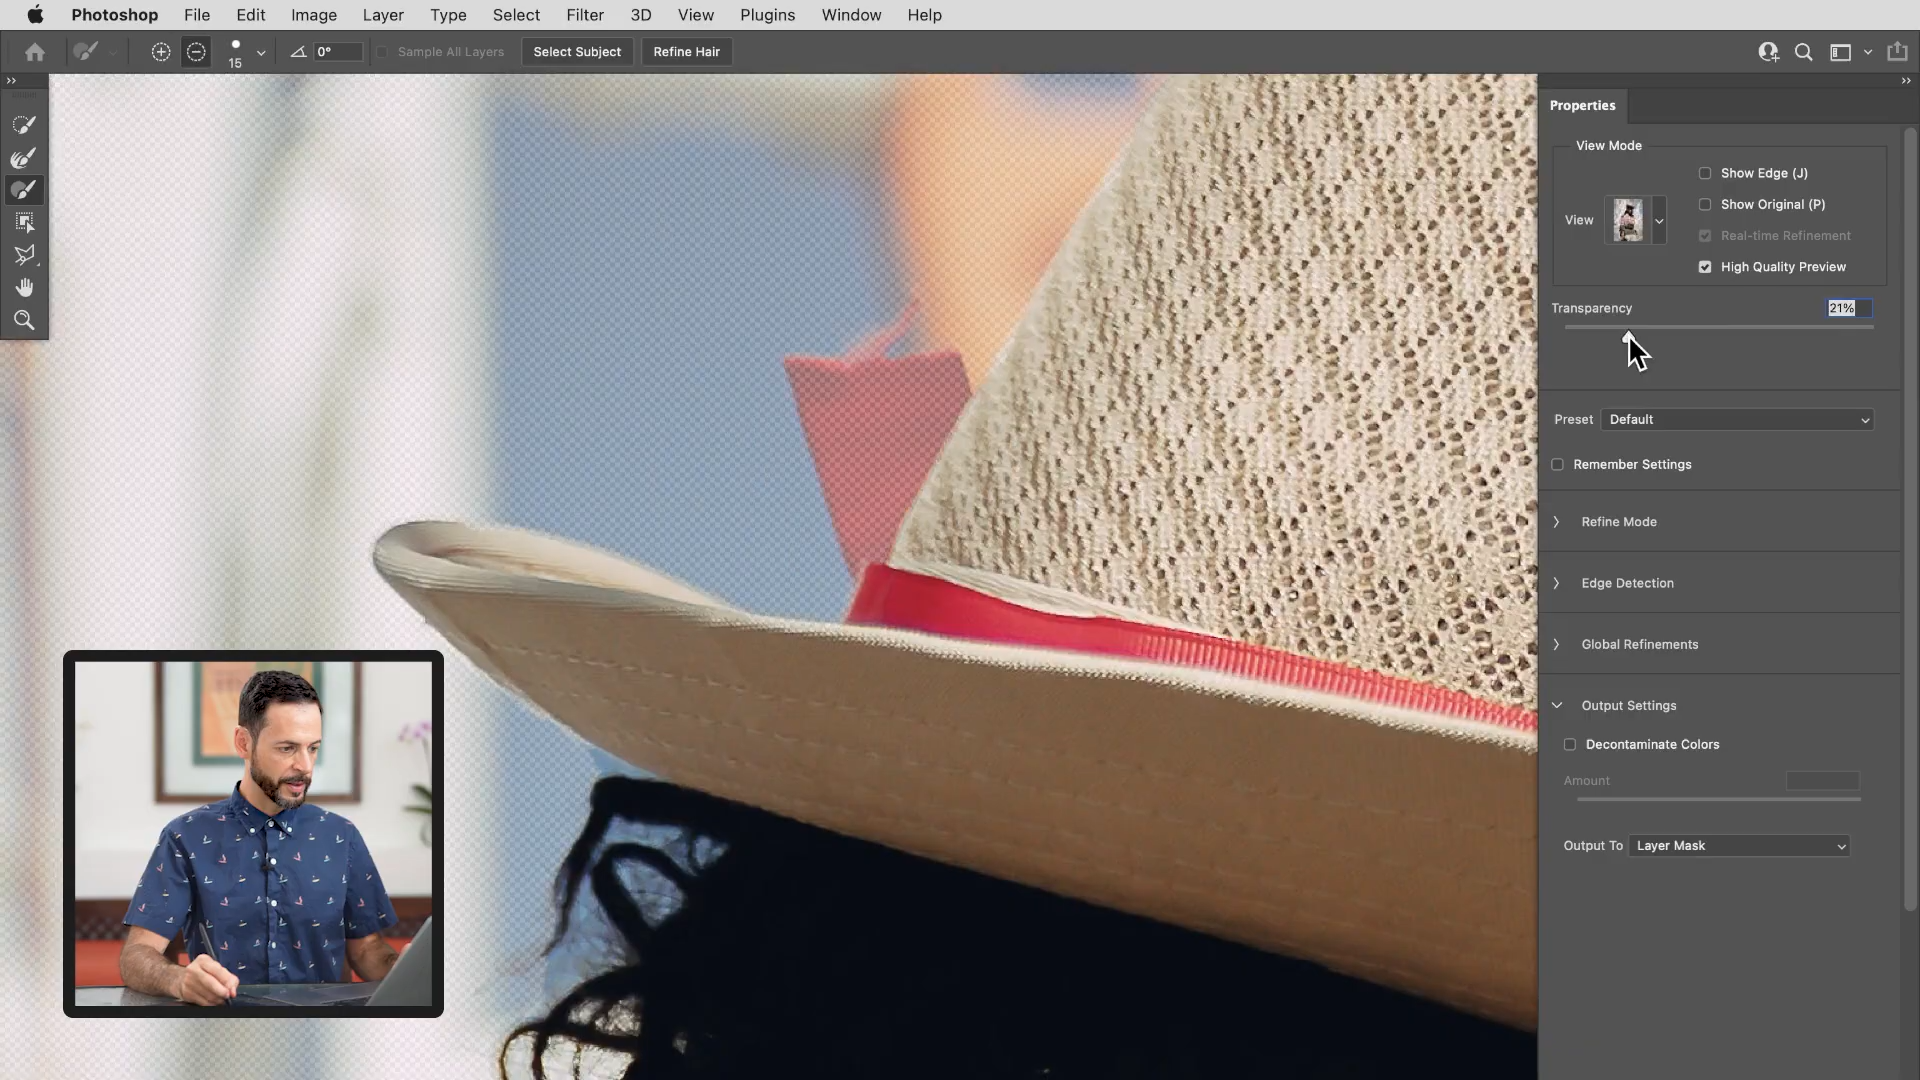 Photoshop File Edit Image Layer Type Select Filter 3D View Plugins Window Help
15 0° Sample All Layers Select Subject Refine Hair
Properties
View Mode
Show Edge (J)
Show Original (P)
View
Real-time Refinement
High Quality Preview
Transparency 21%
Preset Default
Remember Settings
Refine Mode
Edge Detection
Global Refinements
Output Settings
Decontaminate Colors
Amount
Output To Layer Mask